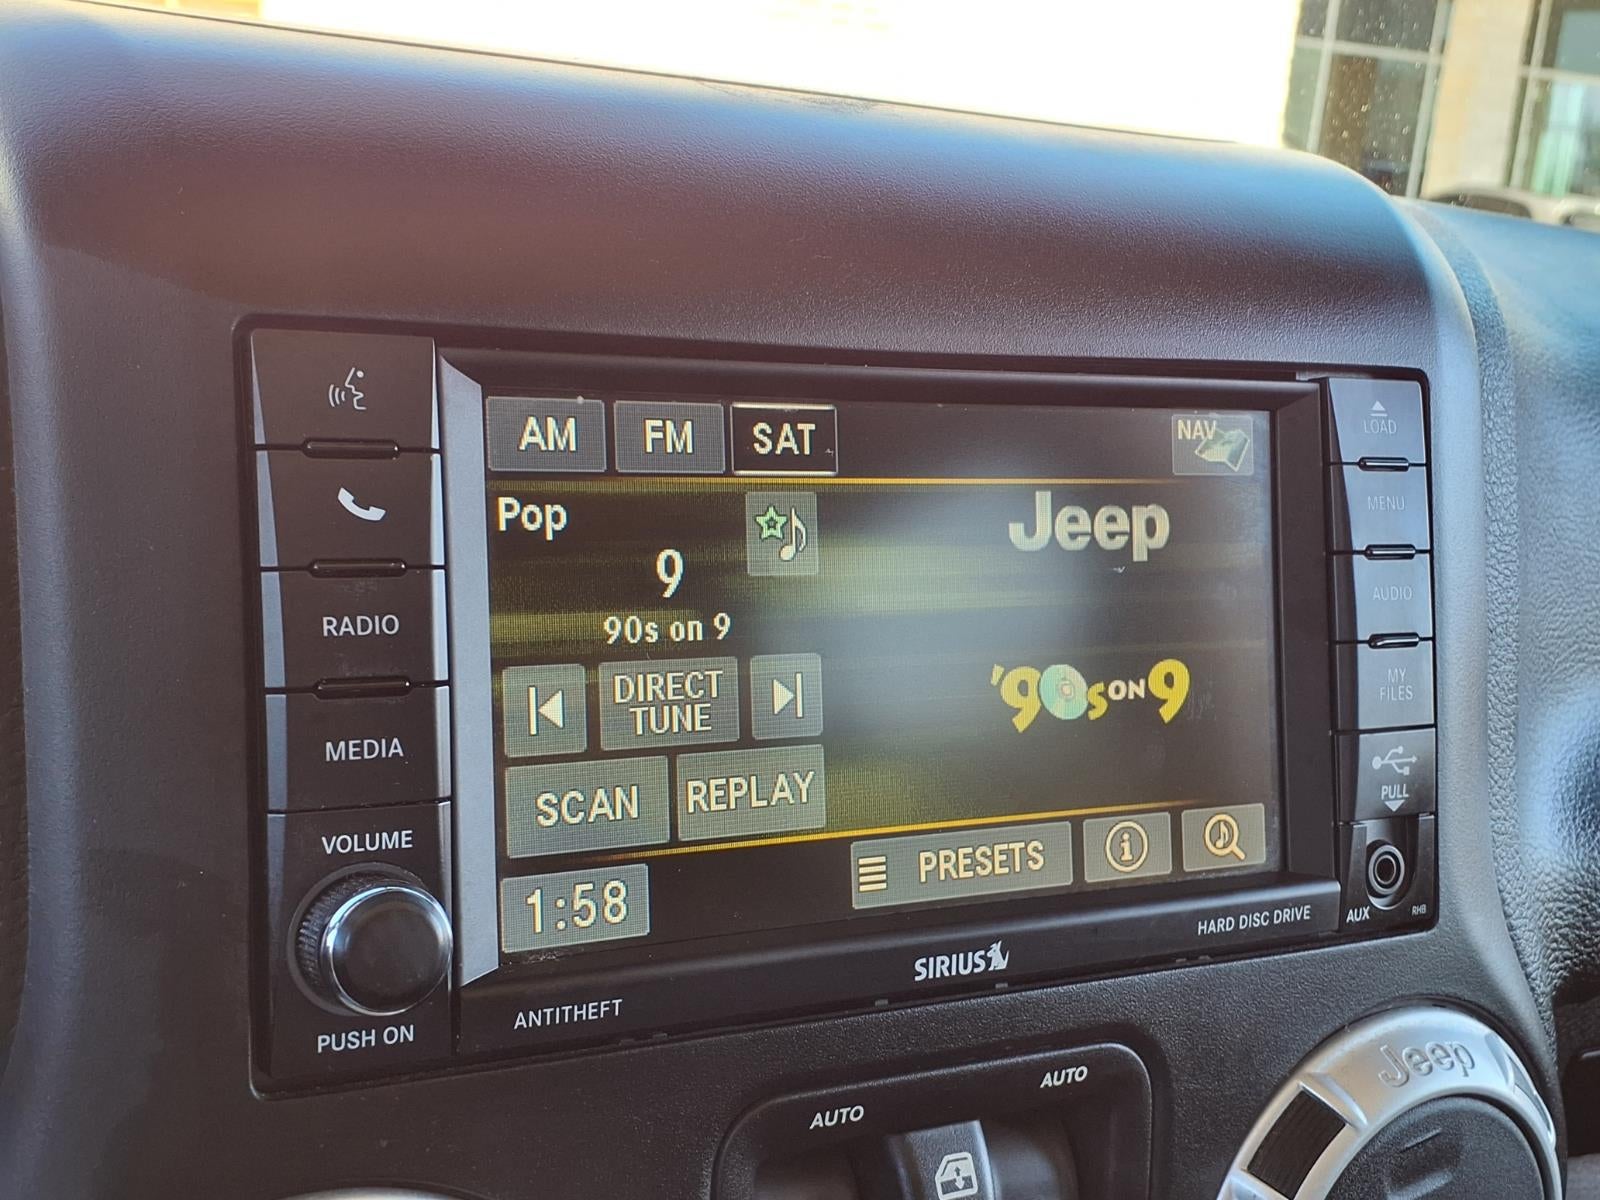 AM FM SAT
NAV
Pop
Jeep
9
90s on 9
RADIO
DIRECT
TUNE
'90s ON 9
MEDIA
SCAN REPLAY
VOLUME
PRESETS
1:58
PUSH ON
ANTITHEFT
SIRIUS
HARD DISC DRIVE
LOAD
MENU
AUDIO
MY
FILES
PULL
AUX RHB
AUTO AUTO
Jeep